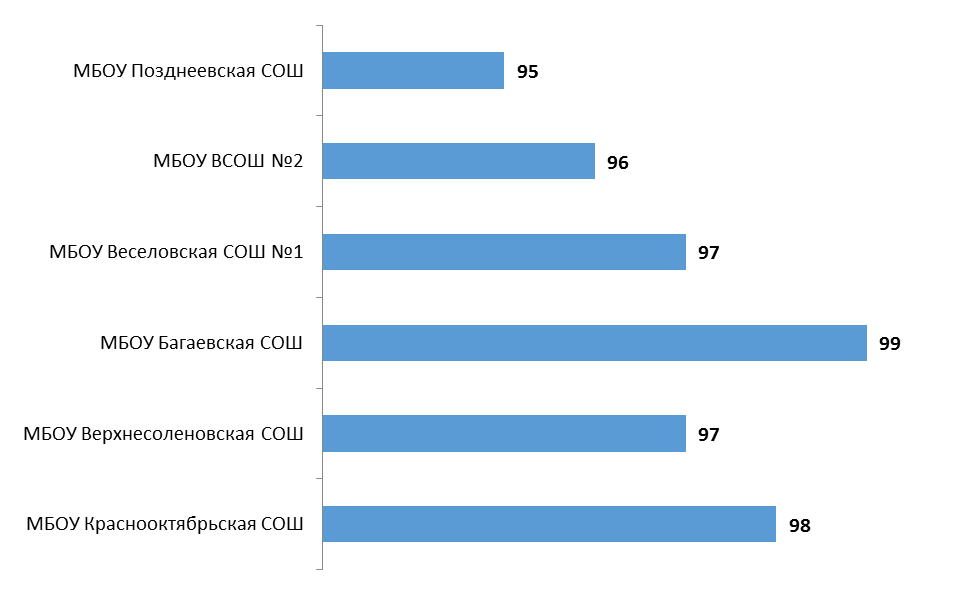 МБОУ Позднеевская СОШ 95
МБОУ ВСОШ №2 96
МБОУ Веселовская СОШ №1 97
МБОУ Багаевская СОШ 99
МБОУ Верхнесоленовская СОШ 97
МБОУ Краснооктябрьская СОШ 98